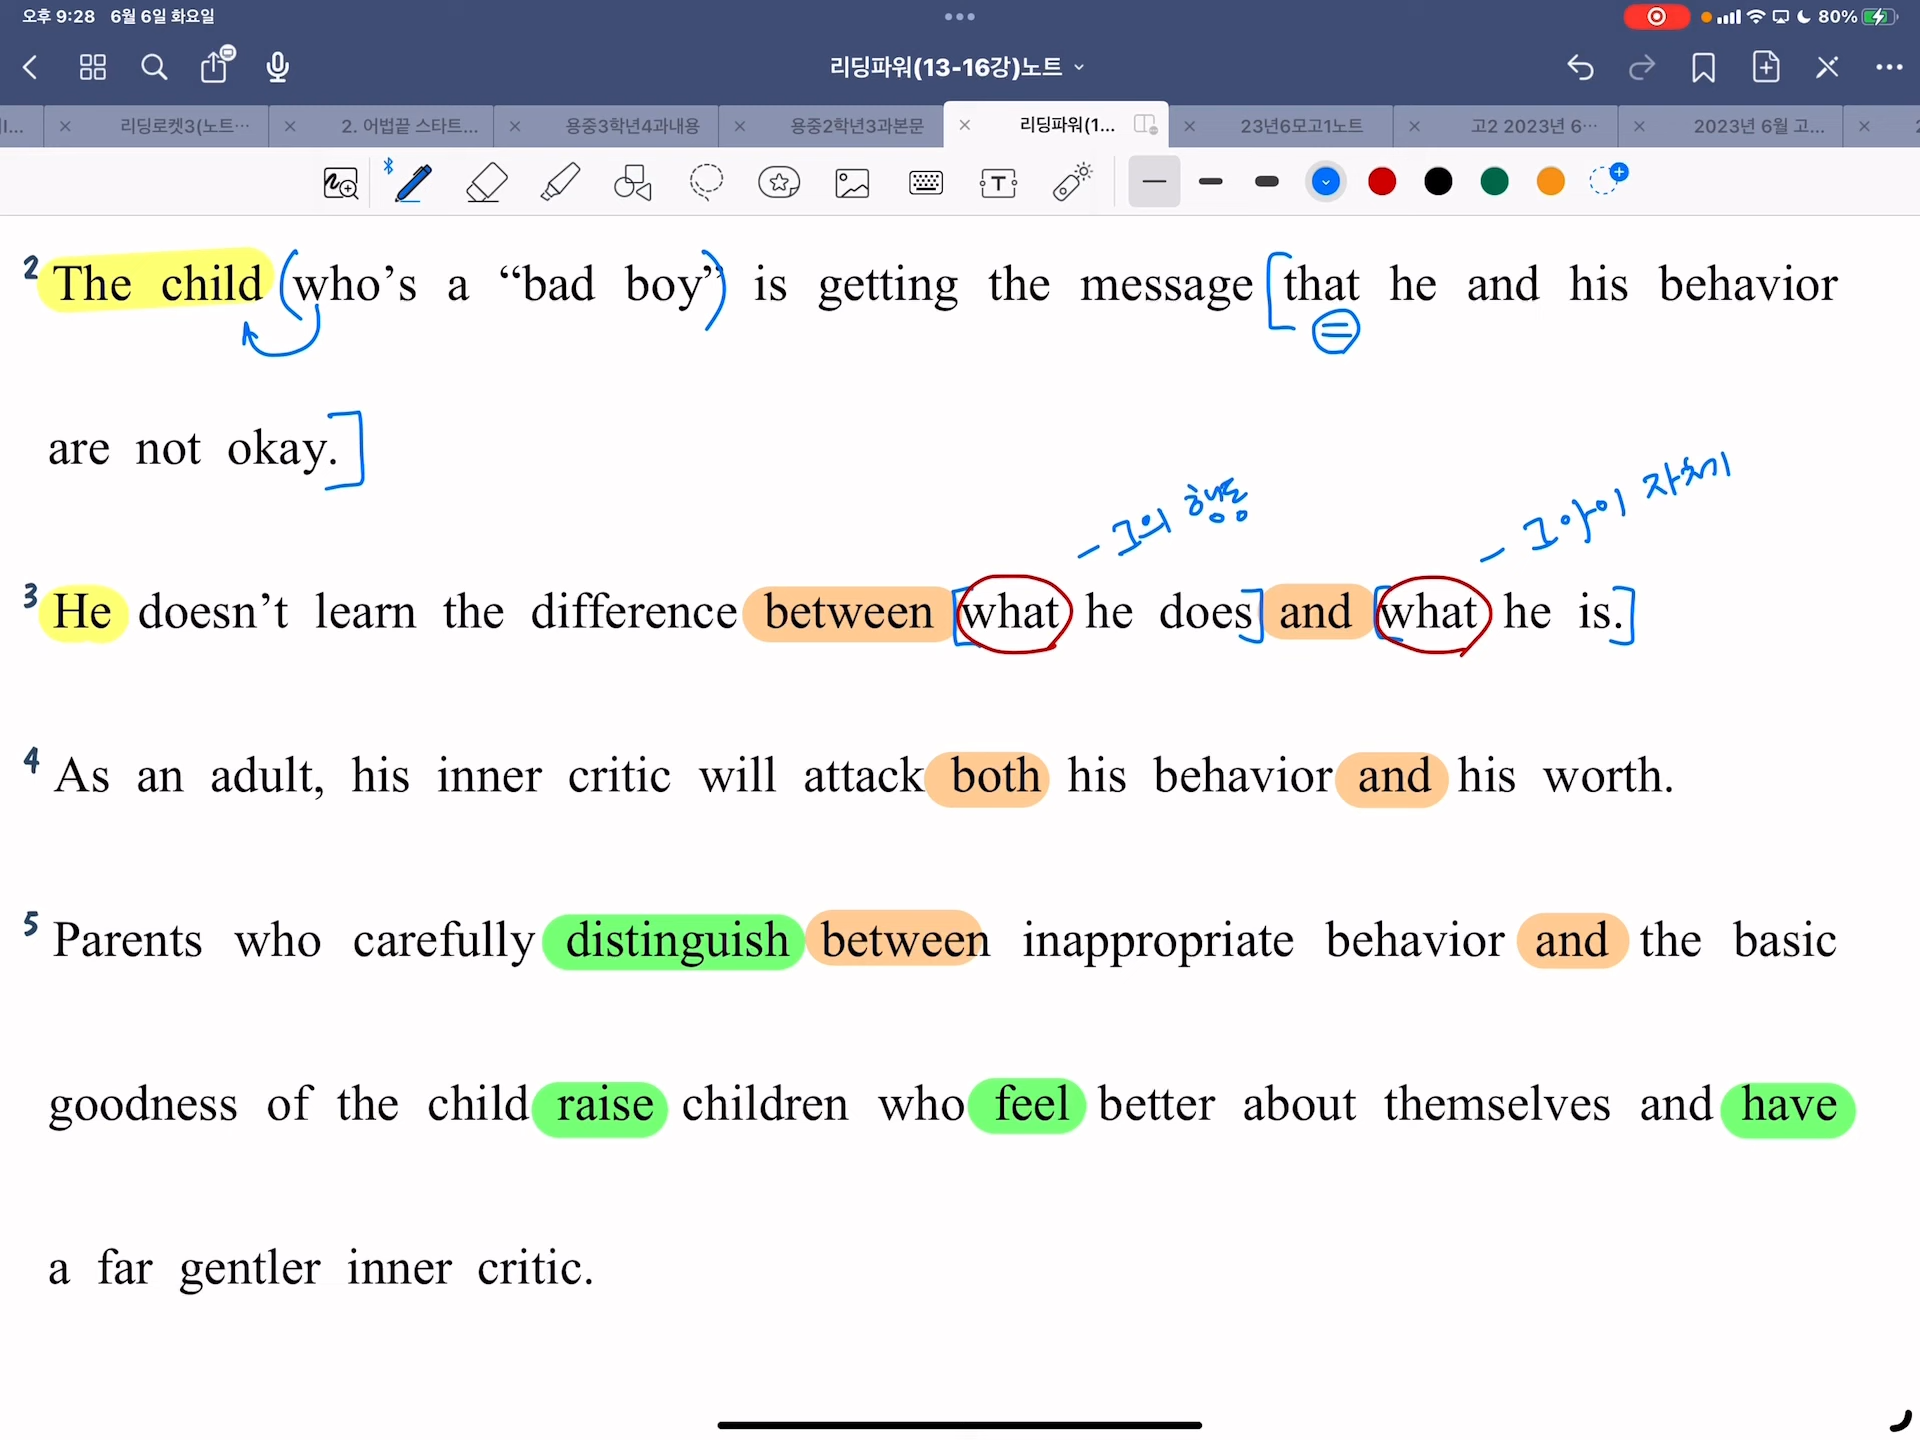 오후 9:28 6월 6일 화요일
80%
리딩파워(13-16강)노트
리딩로켓3(노트…
2. 어법끝 스타트...
용중3학년4과내용
용중2학년3과본문
리딩파워(1...
23년6모고1노트
고2 2023년 6…
2023년 6월 고...
2 The child (who's a “bad boy”) is getting the message [that he and his behavior
=
are not okay.]
- 그의 행동
- 그 아이 자체
3 He doesn't learn the difference between [what he does] and [what he is.]
4 As an adult, his inner critic will attack both his behavior and his worth.
5 Parents who carefully distinguish between inappropriate behavior and the basic
goodness of the child raise children who feel better about themselves and have
a far gentler inner critic.